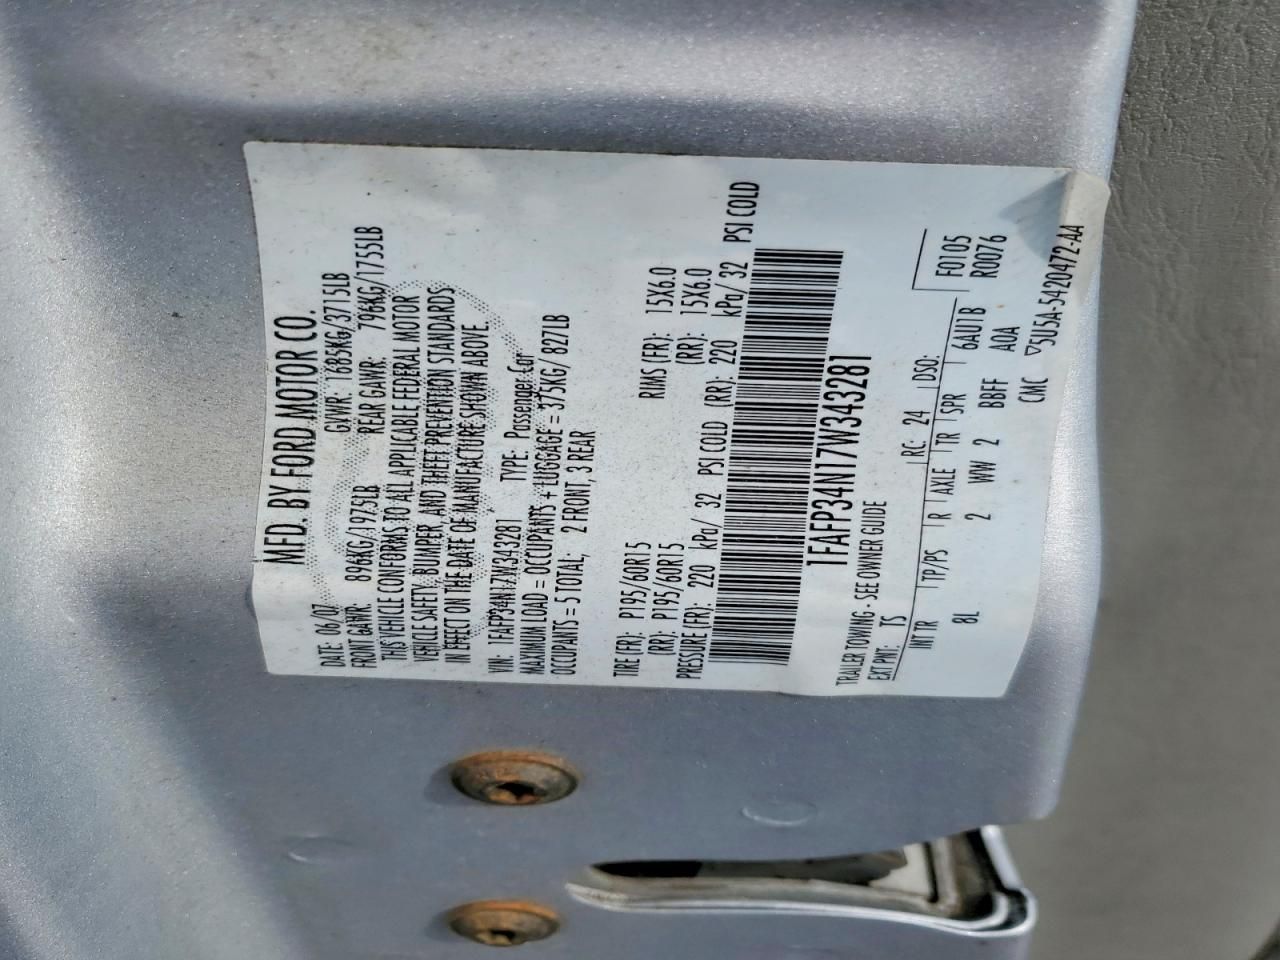 MFD. BY FORD MOTOR CO.
DATE: 06/07 GVWR: 1685KG/3715LB
FRONT GAWR: 896KG/1975LB REAR GAWR: 796KG/1755LB
THIS VEHICLE CONFORMS TO ALL APPLICABLE FEDERAL MOTOR
VEHICLE SAFETY, BUMPER, AND THEFT PREVENTION STANDARDS
IN EFFECT ON THE DATE OF MANUFACTURE SHOWN ABOVE.
VIN: 1FAFP34N17W343281 TYPE: Passenger Car
MAXIMUM LOAD = OCCUPANTS + LUGGAGE = 375KG/ 827LB
OCCUPANTS = 5 TOTAL; 2 FRONT, 3 REAR
TIRE (FR): P195/60R15 RIMS (FR): 15X6.0
(RR): P195/60R15 (RR): 15X6.0
PRESSURE (FR): 220 kPa/ 32 PSI COLD (RR): 220 kPa/ 32 PSI COLD
1FAFP34N17W343281
TRAILER TOWING - SEE OWNER GUIDE
EXT PNT: TS RC: 24 DSO: F0105
INT TR TP/PS R AXLE TR SPR 6AU1B R0076
8L 2 WW 2 BBFF AOA
CMC ▽5U5A-5420472-AA